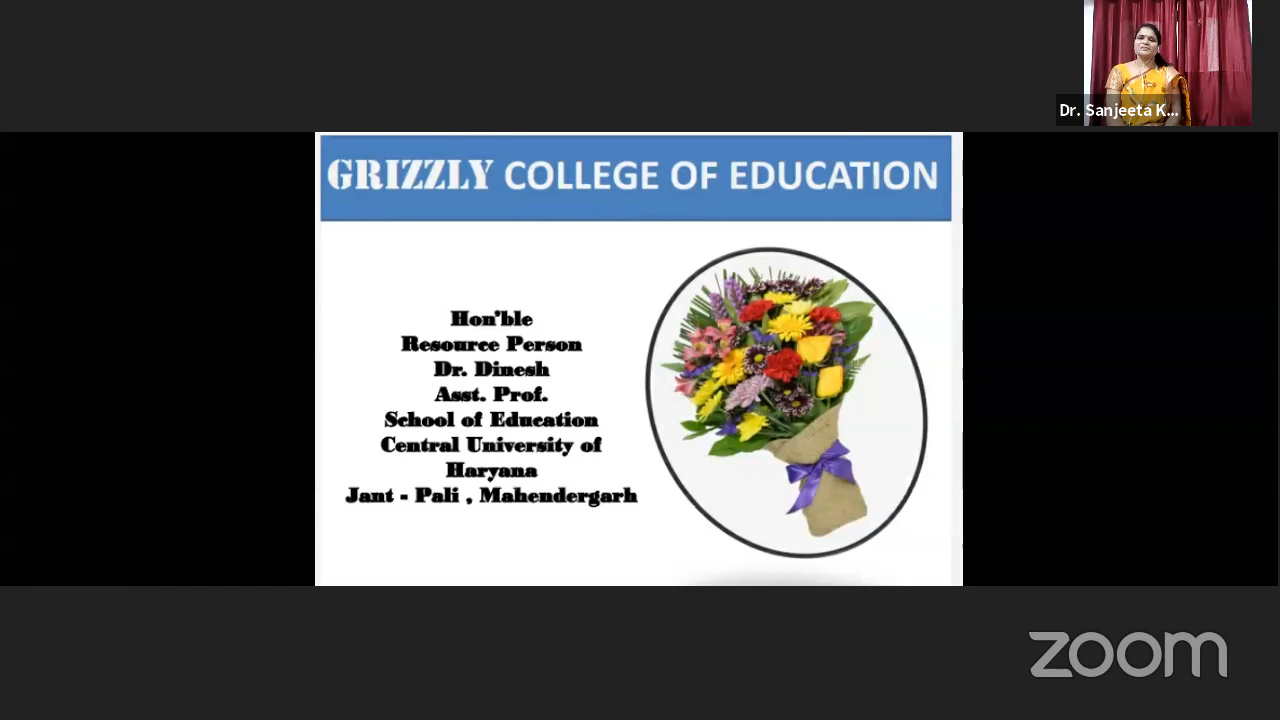 Dr. Sanjeeta K...
GRIZZLY COLLEGE OF EDUCATION
Hon'ble
Resource Person
Dr. Dinesh
Asst. Prof.
School of Education
Central University of
Haryana
Jant - Pali , Mahendergarh
zoom